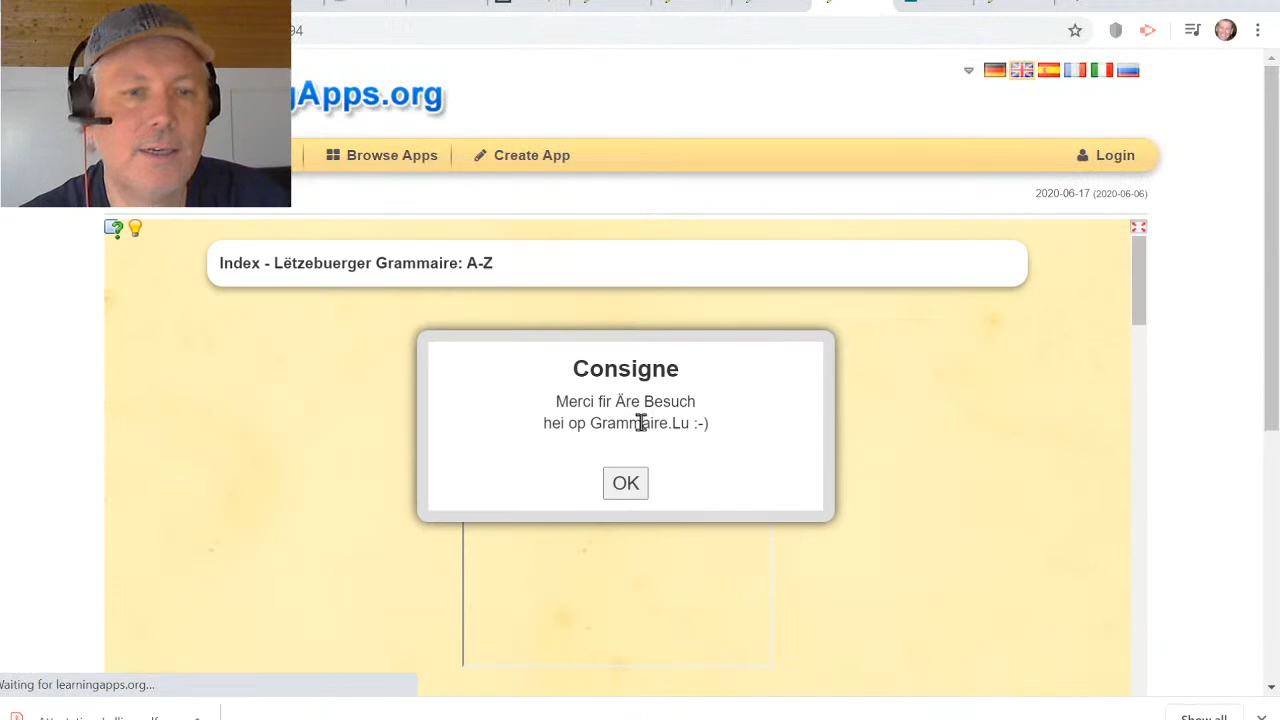 94
gApps.org
Browse Apps
Create App
Login
2020-06-17 (2020-06-06)
Index - Lëtzebuerger Grammaire: A-Z
Consigne
Merci fir Äre Besuch
hei op Grammaire.Lu :-)
OK
Waiting for learningapps.org...
Show all